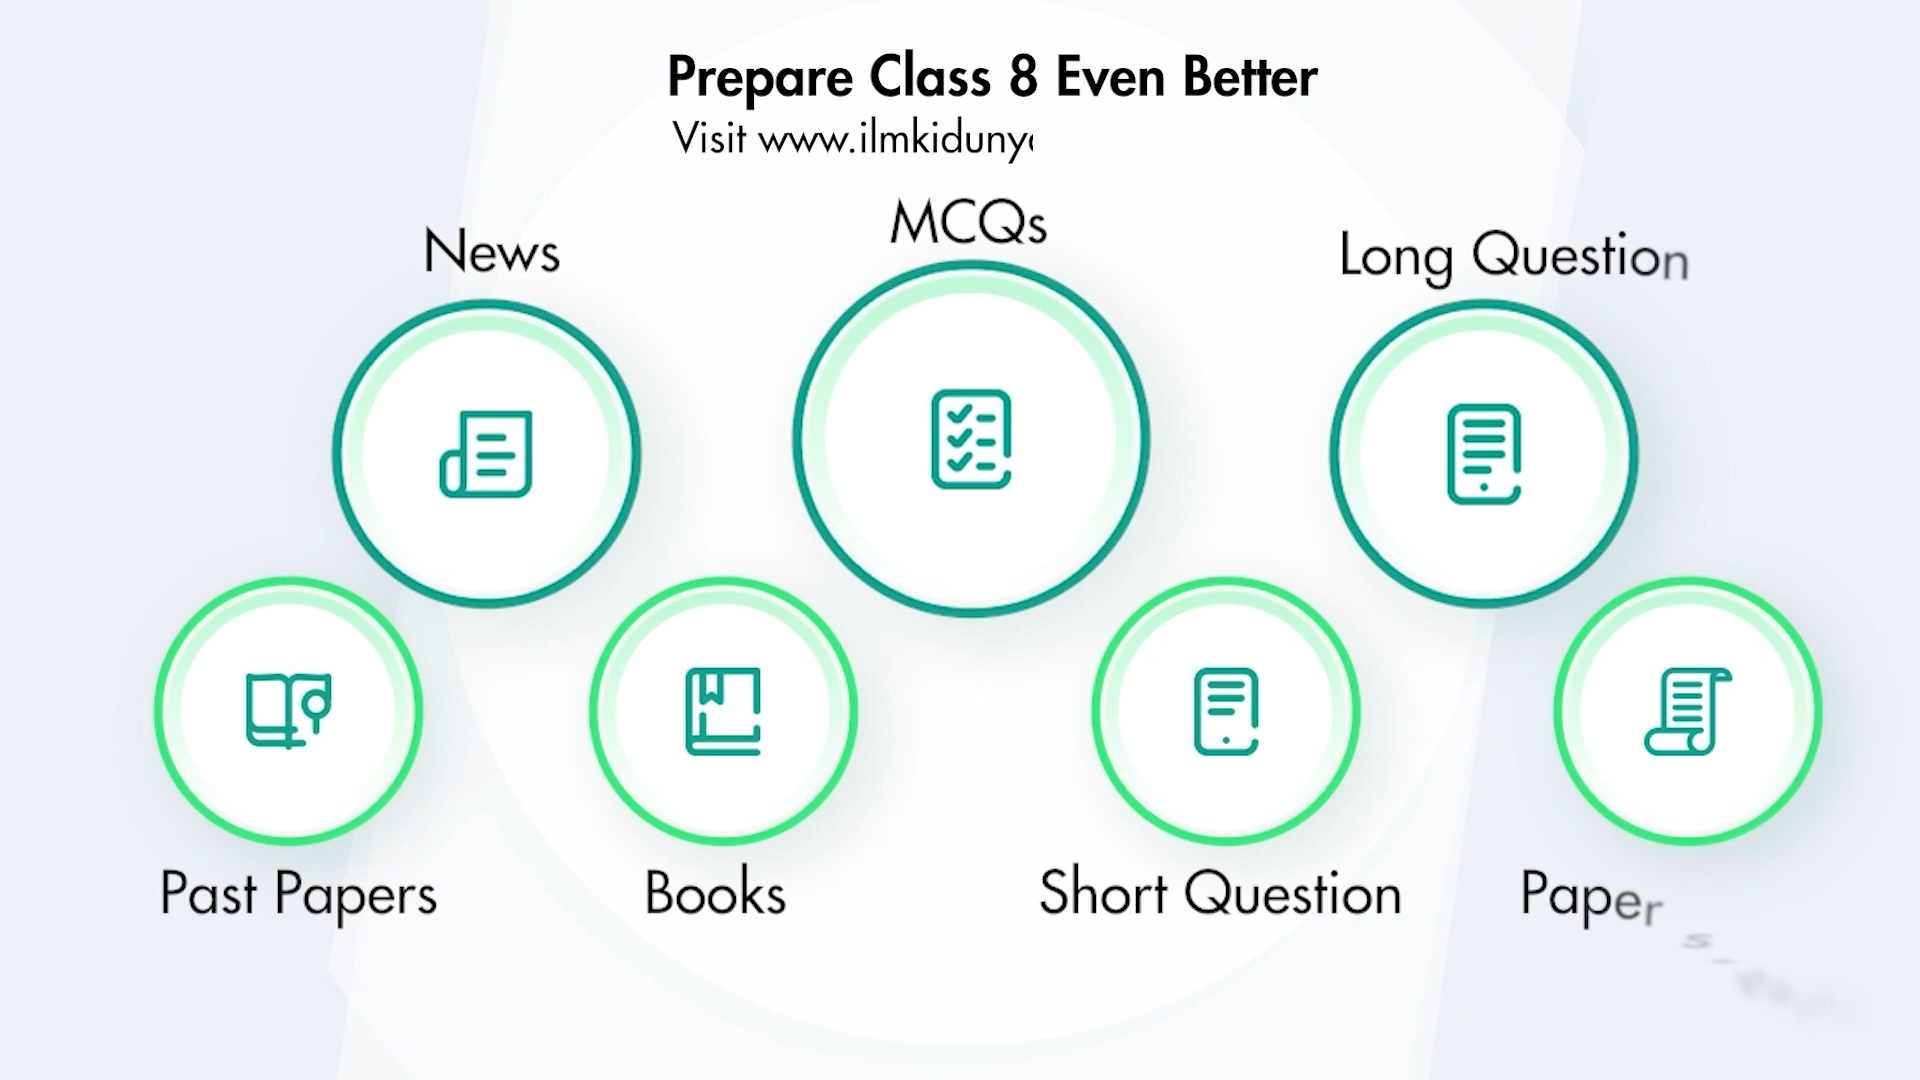 Prepare Class 8 Even Better
Visit www.ilmkiduny
News
MCQs
Long Question
Past Papers
Books
Short Question
Paper